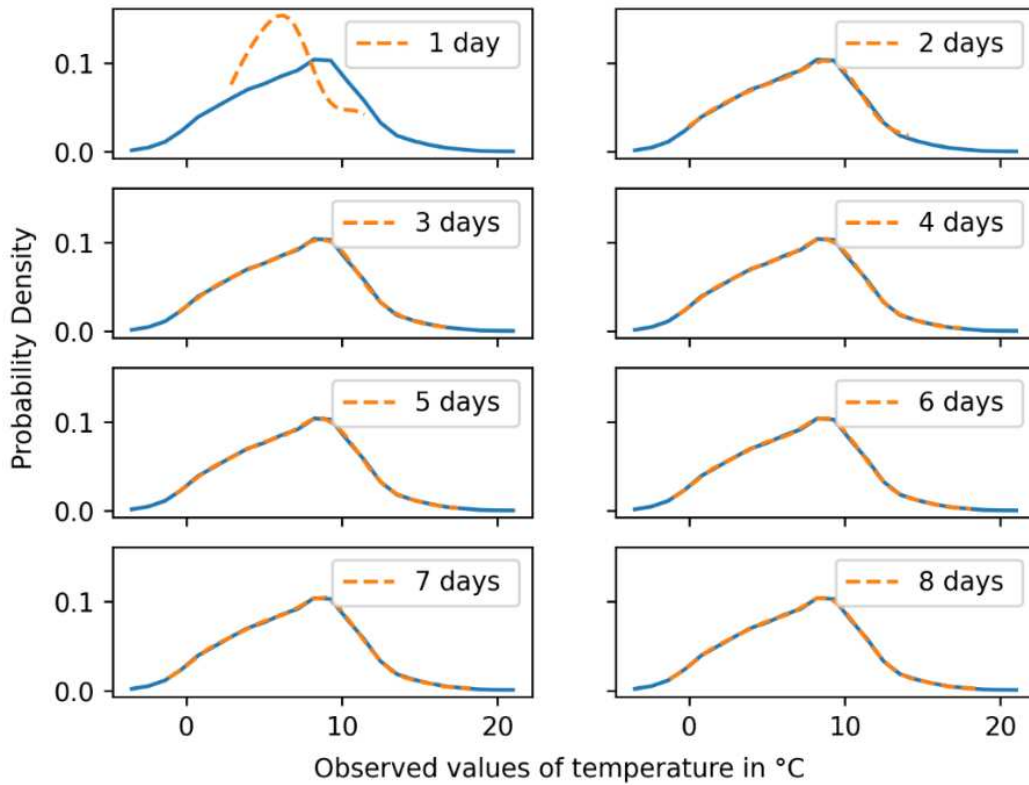 1 day
2 days
0.1
0.0
3 days
4 days
0.1
0.0
Probability Density
5 days
6 days
0.1
0.0
7 days
8 days
0.1
0.0
0 10 20
0 10 20
Observed values of temperature in °C